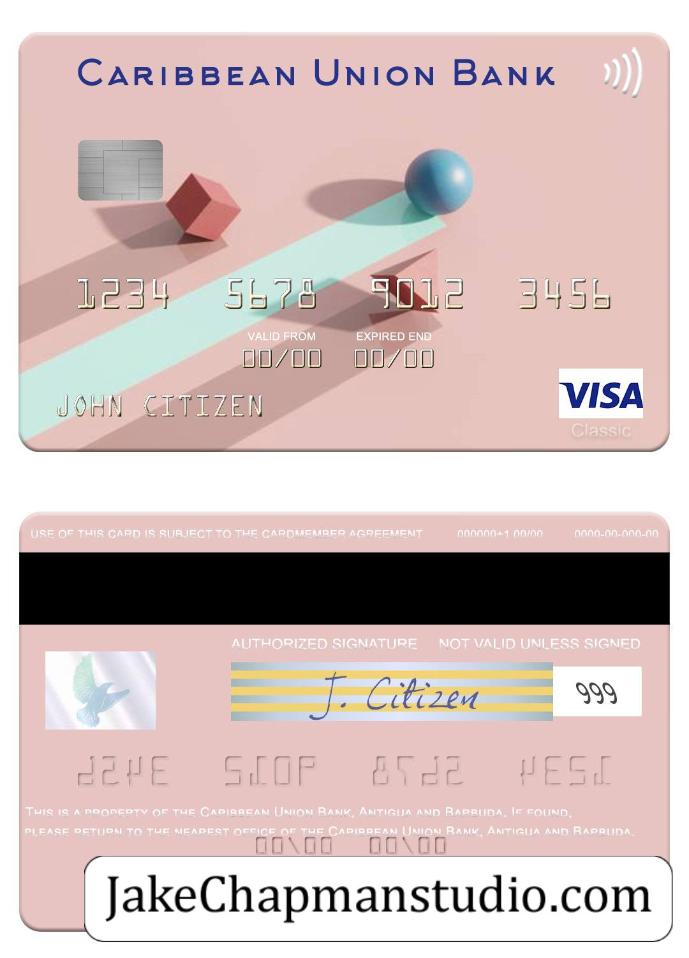 CARIBBEAN UNION BANK
1234 5678 9012 3456
VALID FROM EXPIRED END
00/00 00/00
JOHN CITIZEN
VISA
Classic
USE OF THIS CARD IS SUBJECT TO THE CARDMEMBER AGREEMENT 000000+1 00/00 0000-00-000-00
AUTHORIZED SIGNATURE NOT VALID UNLESS SIGNED
J. Citizen 999
3456 9012 5678 1234
THIS IS A PROPERTY OF THE CARIBBEAN UNION BANK, ANTIGUA AND BARBUDA. IF FOUND,
PLEASE RETURN TO THE NEAREST OFFICE OF THE CARIBBEAN UNION BANK, ANTIGUA AND BARBUDA.
00/00 00/00
JakeChapmanstudio.com